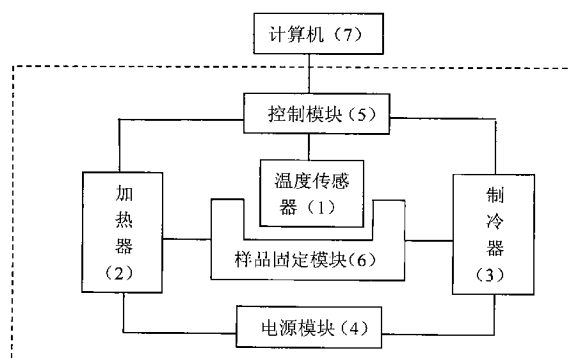 计算机（7）
控制模块（5）
温度传感
器（1）
加
热
器
（2）
制
冷
器
（3）
样品固定模块（6）
电源模块（4）